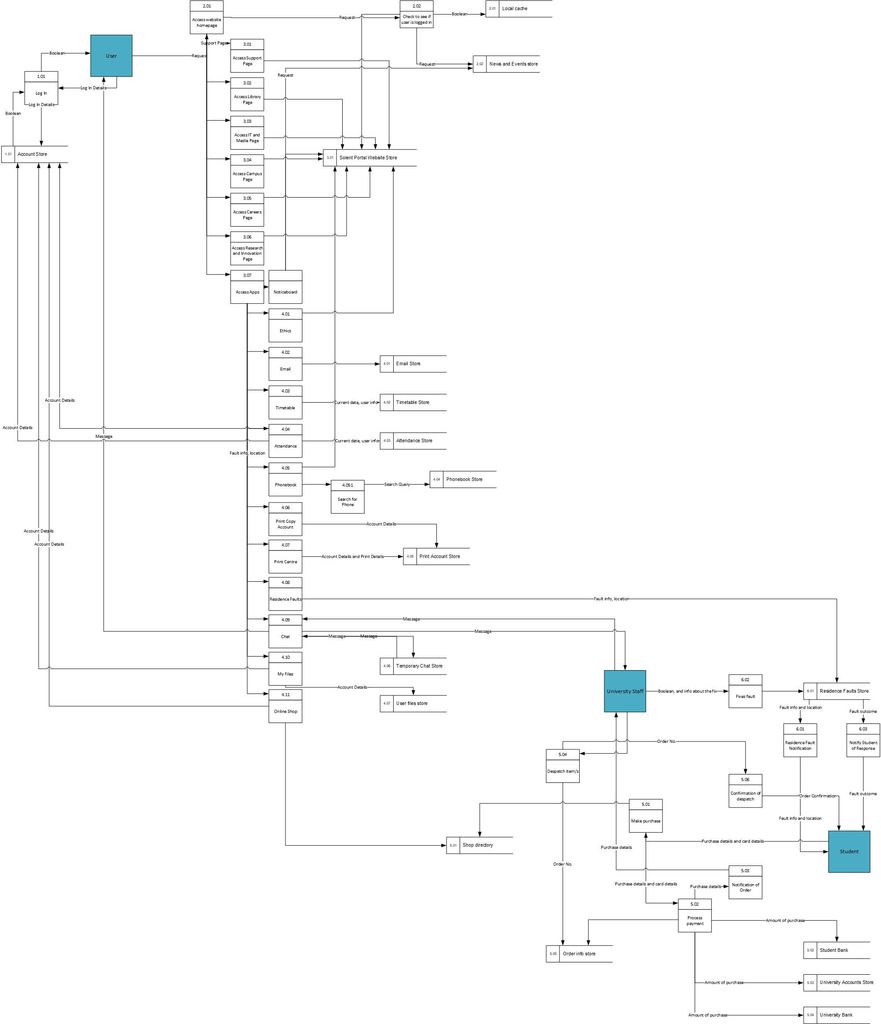 2.01
Access website
homepage
2.02
Check to see if
user is logged in
Request
Boolean
2.01
Local cache
Support Page
3.01
Access Support
Page
Request
2.02
News and Events store
Request
User
Boolean
Request
1.01
Log In
Log In Details
Log In Details
Boolean
1.01
Account Store
3.02
Access Library
Page
3.03
Access IT and
Media Page
3.04
Access Campus
Page
Solent Portal Website Store
3.05
Access Careers
Page
3.06
Access Research
and Innovation
Page
3.07
Access Apps
Noticeboard
4.01
Ethics
4.02
Email
4.01
Email Store
4.03
Timetable
Current data, user info
4.02
Timetable Store
Account Details
Account Details
Message
4.04
Attendance
Current data, user info
4.03
Attendance Store
Fault info, location
4.05
Phonebook
4.051
Search for
Phone
Search Query
4.04
Phonebook Store
4.06
Print Copy
Account
Account Details
Account Details
Account Details
4.07
Print Centre
Account Details and Print Details
4.05
Print Account Store
4.08
Residence Faults
Fault info, location
4.09
Chat
Message
Message
Message
Message
4.06
Temporary Chat Store
4.10
My Files
Account Details
4.07
User files store
4.11
Online Shop
University Staff
Boolean, and info about the fix
6.02
Fixes fault
6.01
Residence Faults Store
Fault info and location
Fault outcome
6.01
Residence Fault
Notification
6.03
Notify Student
of Response
Order No.
5.04
Despatch item/s
5.06
Confirmation of
despatch
Order Confirmation
Fault outcome
Fault info and location
5.01
Make purchase
5.01
Shop directory
Purchase details
Purchase details and card details
Student
Order No.
5.03
Notification of
Order
Purchase details and card details
Purchase details
5.02
Process
payment
Amount of purchase
Order info store
5.02
Student Bank
Amount of purchase
5.03
University Accounts Store
Amount of purchase
5.04
University Bank